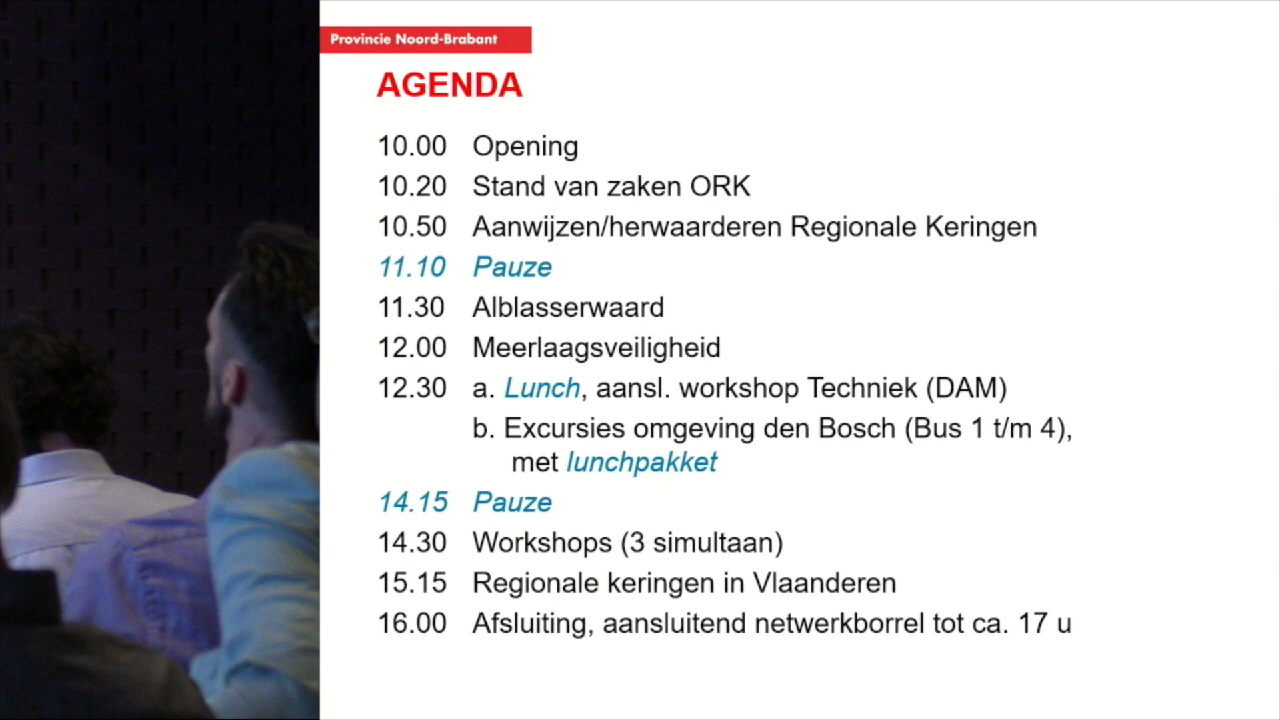 Provincie Noord-Brabant
AGENDA
10.00 Opening
10.20 Stand van zaken ORK
10.50 Aanwijzen/herwaarderen Regionale Keringen
11.10 Pauze
11.30 Alblasserwaard
12.00 Meerlaagsveiligheid
12.30 a. Lunch, aansl. workshop Techniek (DAM)
b. Excursies omgeving den Bosch (Bus 1 t/m 4),
met lunchpakket
14.15 Pauze
14.30 Workshops (3 simultaan)
15.15 Regionale keringen in Vlaanderen
16.00 Afsluiting, aansluitend netwerkborrel tot ca. 17 u